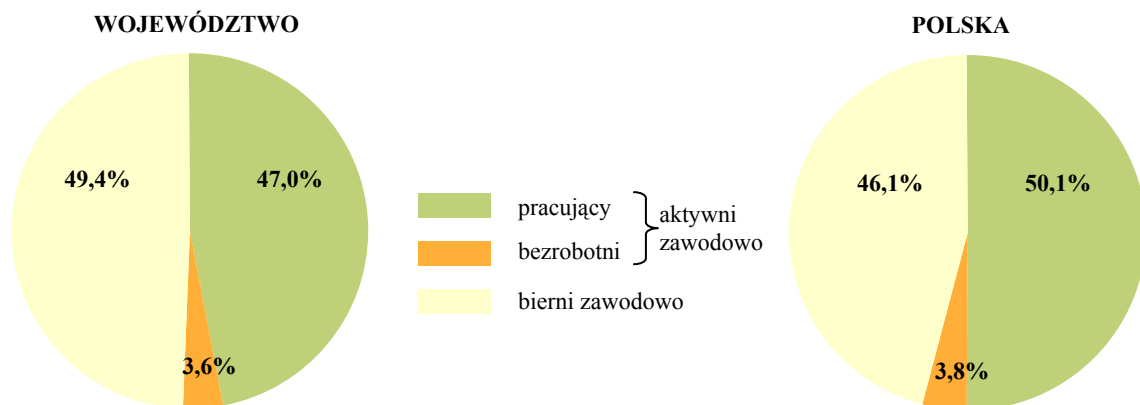 WOJEWÓDZTWO
49,4%
47,0%
3,6%
pracujący
bezrobotni
aktywni
zawodowo
bierni zawodowo
POLSKA
46,1%
50,1%
3,8%